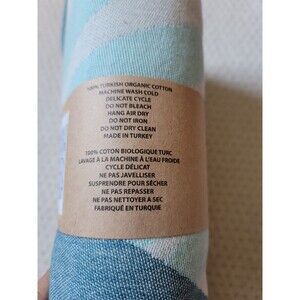 100% TURKISH ORGANIC COTTON
MACHINE WASH COLD
DELICATE CYCLE
DO NOT BLEACH
HANG AIR DRY
DO NOT IRON
DO NOT DRY CLEAN
MADE IN TURKEY
100% COTON BIOLOGIQUE TURC
LAVAGE À LA MACHINE À L'EAU FROIDE
CYCLE DÉLICAT
NE PAS JAVELLISER
SUSPENDRE POUR SÉCHER
NE PAS REPASSER
NE PAS NETTOYER A SEC
FABRIQUÉ EN TURQUIE